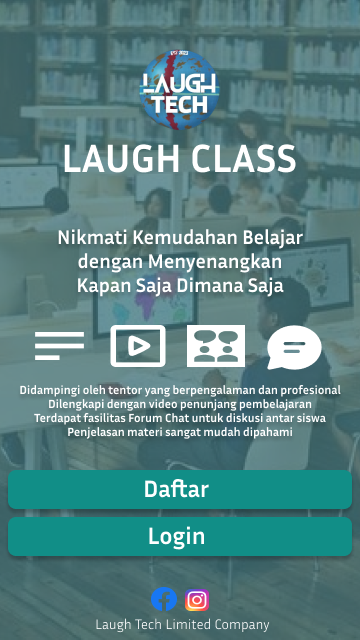 LAUGH
TECH
LAUGH CLASS
Nikmati Kemudahan Belajar
dengan Menyenangkan
Kapan Saja Dimana Saja
Didampingi oleh tentor yang berpengalaman dan profesional
Dilengkapi dengan video penunjang pembelajaran
Terdapat fasilitas Forum Chat untuk diskusi antar siswa
Penjelasan materi sangat mudah dipahami
Daftar
Login
Laugh Tech Limited Company